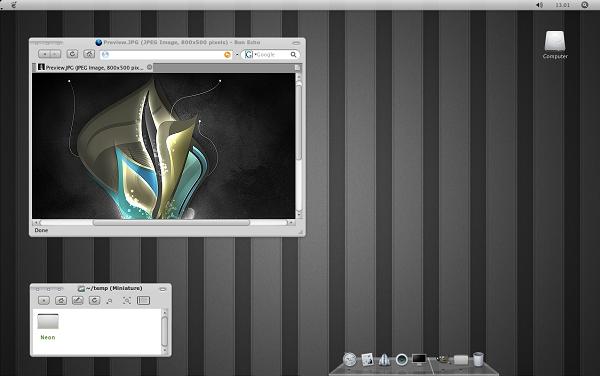 13.01
Preview.JPG (JPEG Image, 800x500 pixels) - Bon Echo
Google
Preview.JPG (JPEG Image, 800x500 pix...
Computer
Done
~/temp (Miniature)
Neon